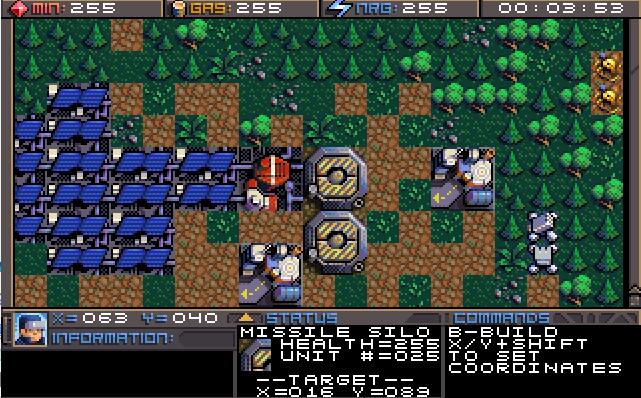 MIN:255 GAS:255 NRG:255 00:03:53
X=063 Y=040
INFORMATION:
STATUS
MISSILE SILO
HEALTH=255
UNIT #=025
--TARGET--
X=016 Y=089
COMMANDS
B-BUILD
X/Y+SHIFT
TO SET
COORDINATES